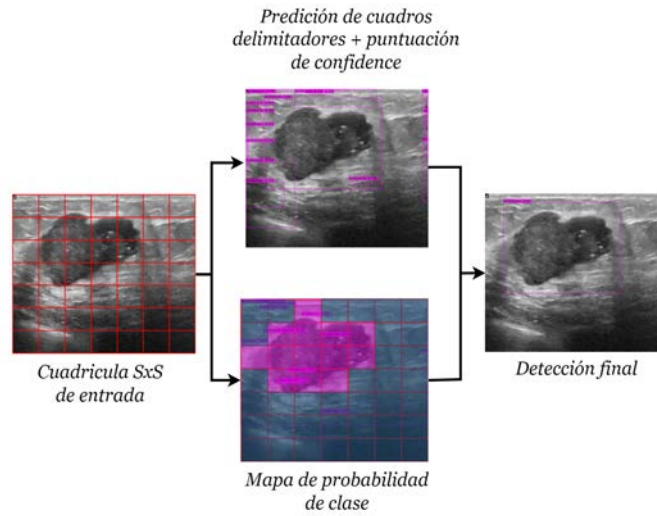 Predición de cuadros
delimitadores + puntuación
de confidence
Cuadricula SxS
de entrada
Detección final
Mapa de probabilidad
de clase